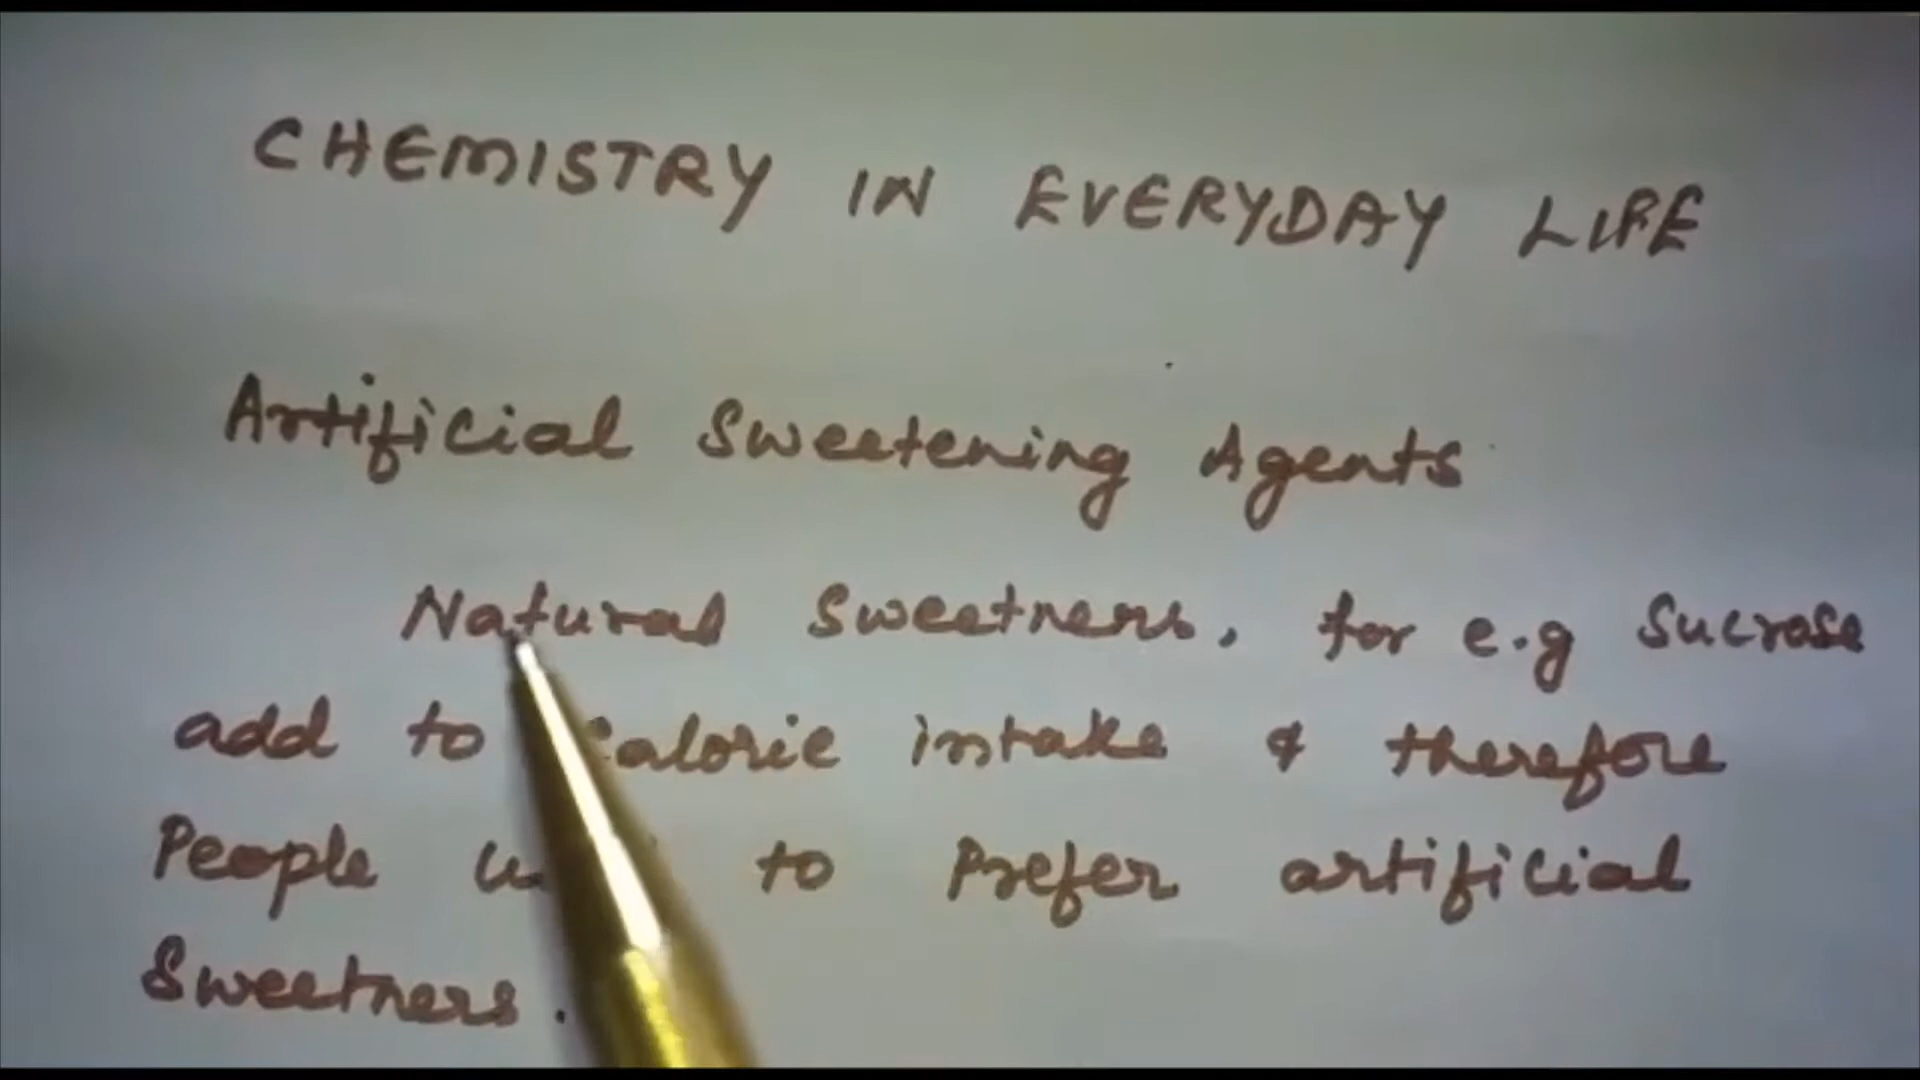 CHEMISTRY IN EVERYDAY LIFE
Artificial Sweetening Agents
Natural Sweetners, for e.g Sucrose
add to Calorie intake & therefore
People to Prefer artificial
Sweetners.